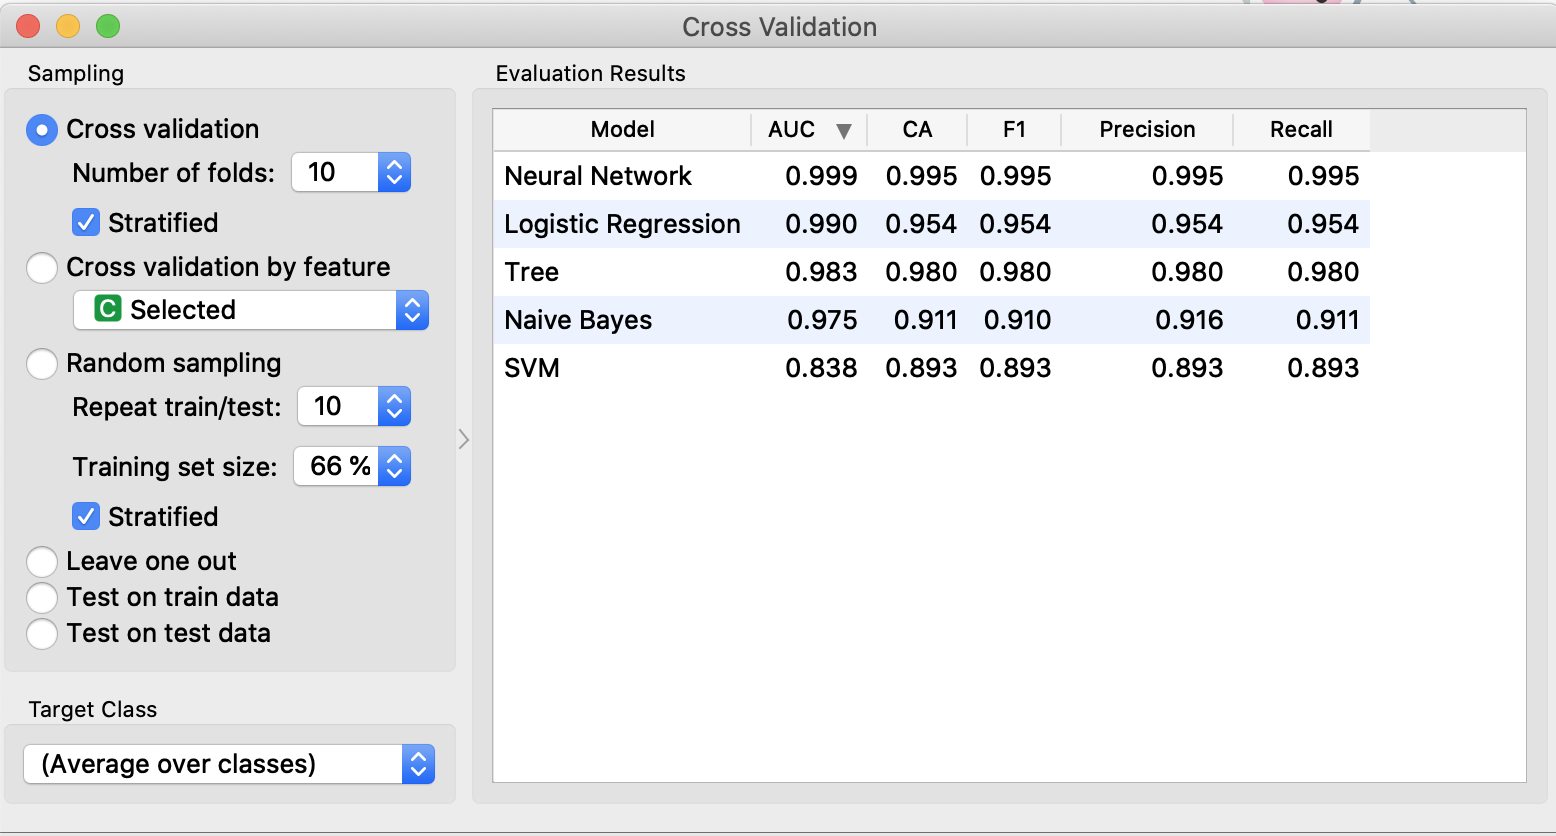 Cross Validation
Sampling
Cross validation
Number of folds: 10
Stratified
Cross validation by feature
C Selected
Random sampling
Repeat train/test: 10
Training set size: 66 %
Stratified
Leave one out
Test on train data
Test on test data
Target Class
(Average over classes)
Evaluation Results
Model AUC CA F1 Precision Recall
Neural Network 0.999 0.995 0.995 0.995 0.995
Logistic Regression 0.990 0.954 0.954 0.954 0.954
Tree 0.983 0.980 0.980 0.980 0.980
Naive Bayes 0.975 0.911 0.910 0.916 0.911
SVM 0.838 0.893 0.893 0.893 0.893